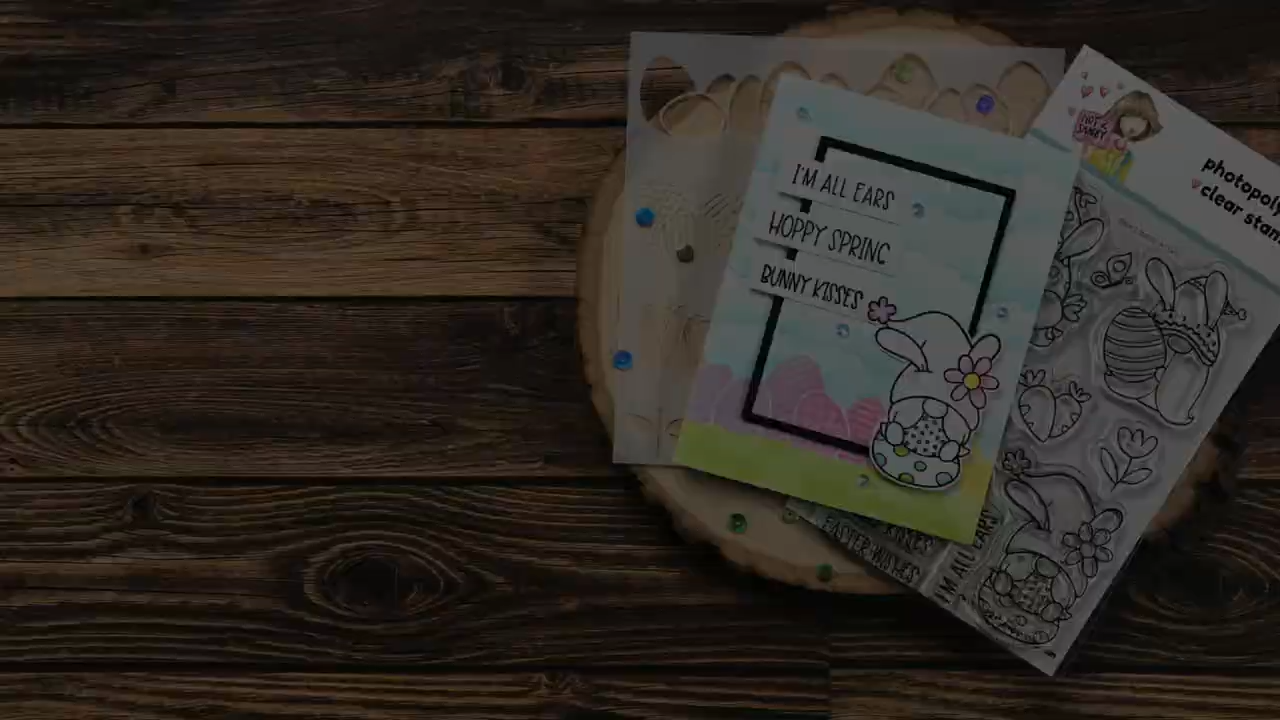 I'M ALL EARS
HOPPY SPRING
BUNNY KISSES
photopoly
clear stam
EASTER WISHES
I'M ALL EARS